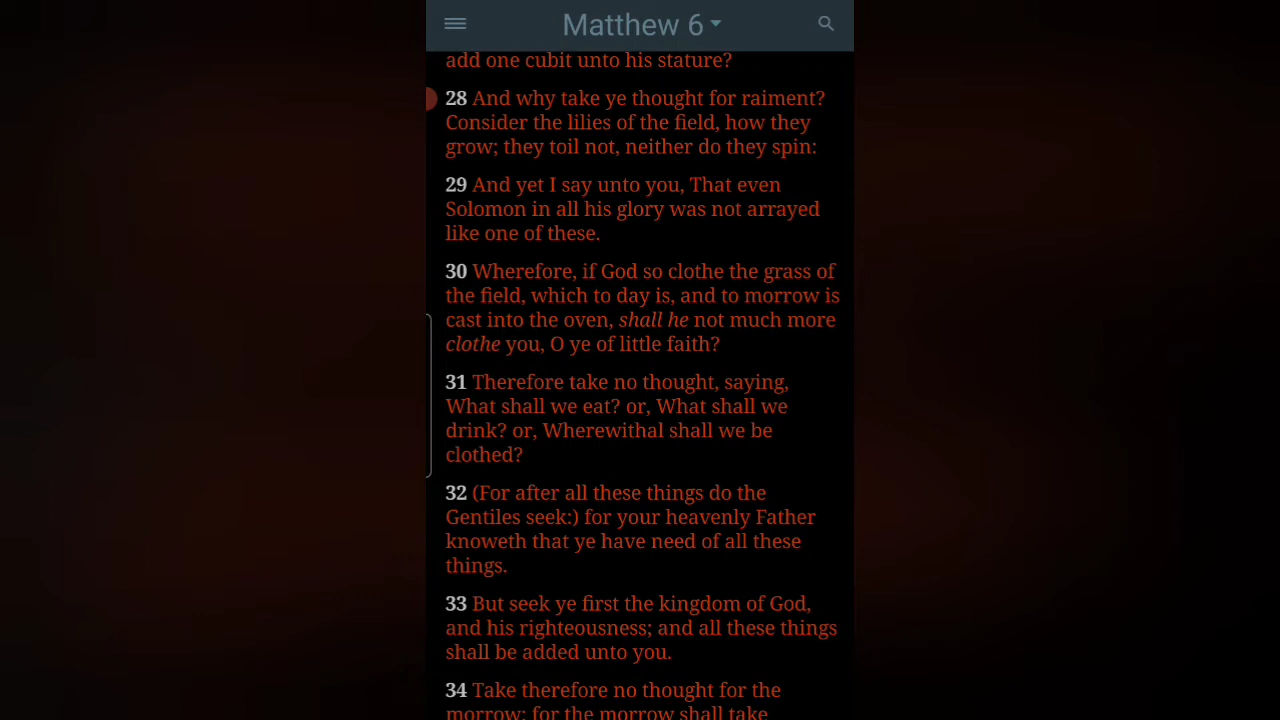 Matthew 6
add one cubit unto his stature?
28 And why take ye thought for raiment?
Consider the lilies of the field, how they
grow; they toil not, neither do they spin:
29 And yet I say unto you, That even
Solomon in all his glory was not arrayed
like one of these.
30 Wherefore, if God so clothe the grass of
the field, which to day is, and to morrow is
cast into the oven, shall he not much more
clothe you, O ye of little faith?
31 Therefore take no thought, saying,
What shall we eat? or, What shall we
drink? or, Wherewithal shall we be
clothed?
32 (For after all these things do the
Gentiles seek:) for your heavenly Father
knoweth that ye have need of all these
things.
33 But seek ye first the kingdom of God,
and his righteousness; and all these things
shall be added unto you.
34 Take therefore no thought for the
morrow: for the morrow shall take